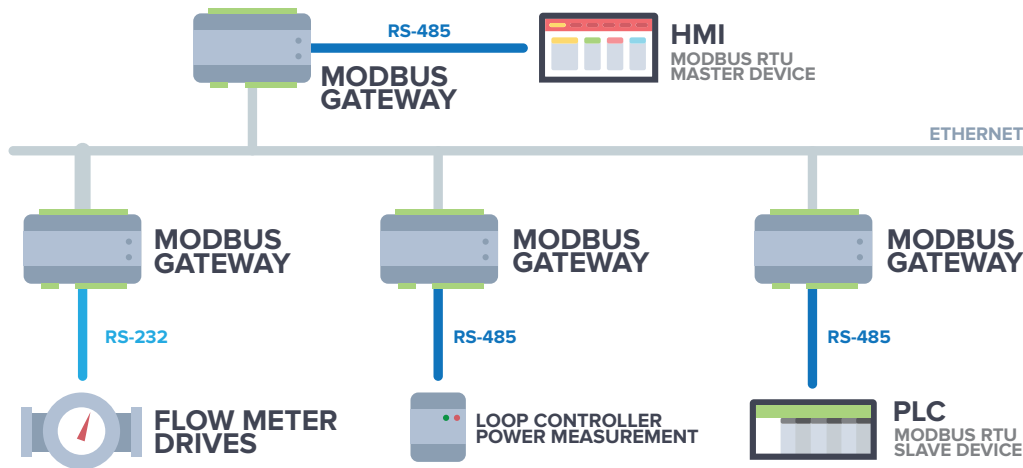 RS-485
HMI
MODBUS RTU
MASTER DEVICE
MODBUS
GATEWAY
ETHERNET
MODBUS
GATEWAY
MODBUS
GATEWAY
MODBUS
GATEWAY
RS-232
RS-485
RS-485
FLOW METER
DRIVES
LOOP CONTROLLER
POWER MEASUREMENT
PLC
MODBUS RTU
SLAVE DEVICE